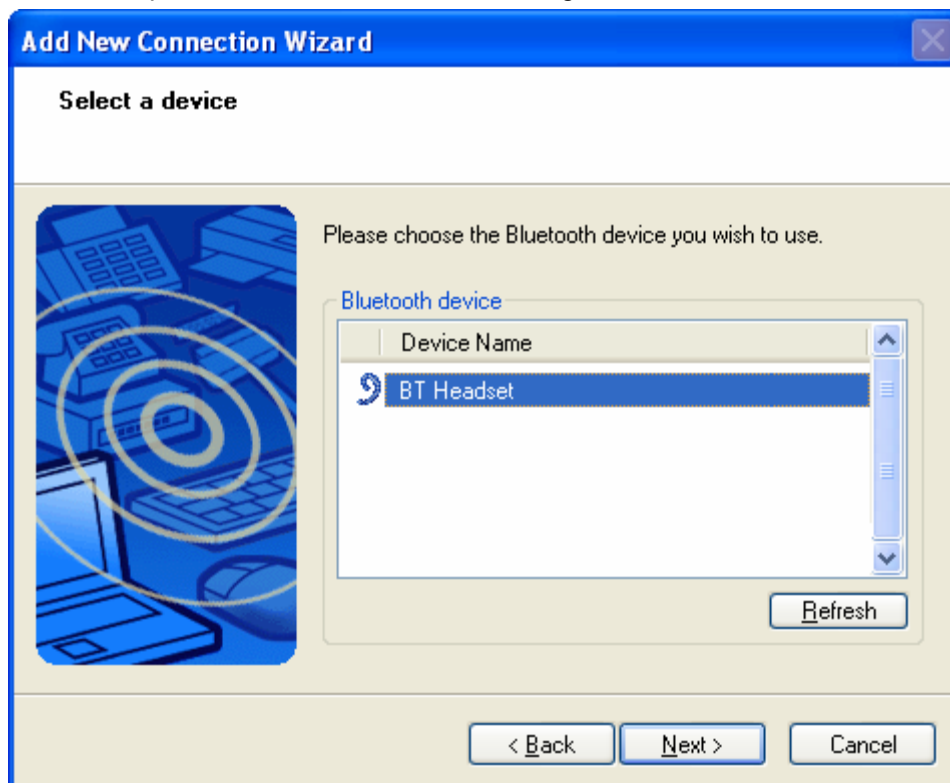 Add New Connection Wizard
Select a device
Please choose the Bluetooth device you wish to use.
Bluetooth device
Device Name
BT Headset
Refresh
< Back Next > Cancel